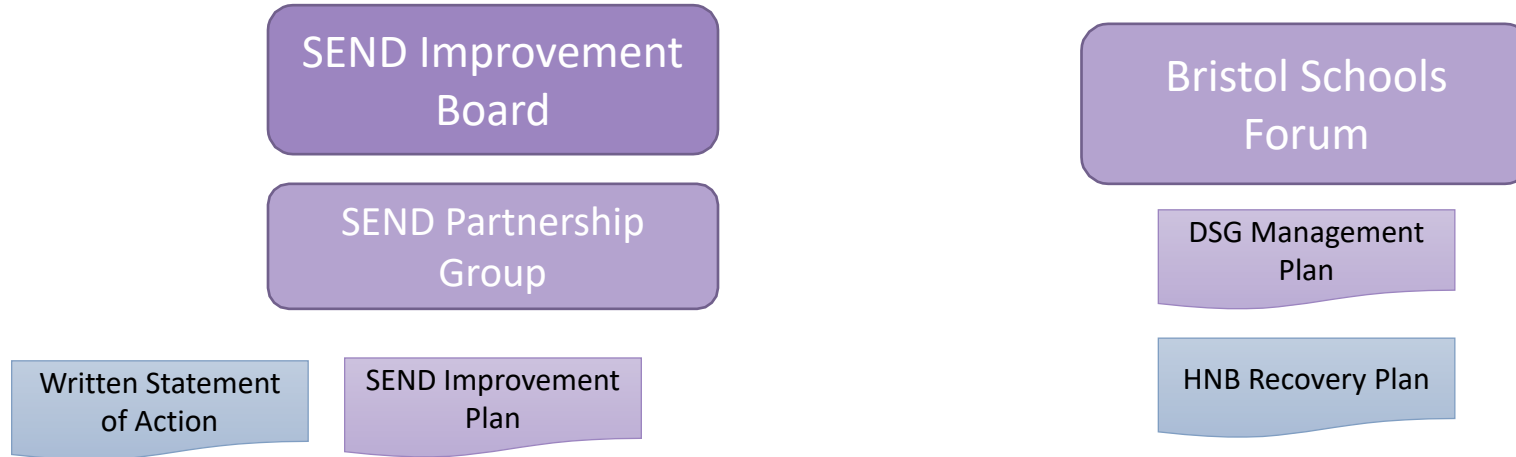 SEND Improvement
Board
SEND Partnership
Group
Written Statement
of Action
SEND Improvement
Plan
Bristol Schools
Forum
DSG Management
Plan
HNB Recovery Plan